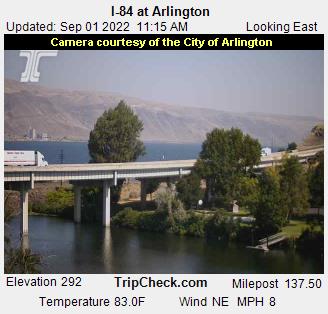 I-84 at Arlington
Updated: Sep 01 2022 11:15 AM Looking East
Camera courtesy of the City of Arlington
Elevation 292 TripCheck.com Milepost 137.50
Temperature 83.0F Wind NE MPH 8